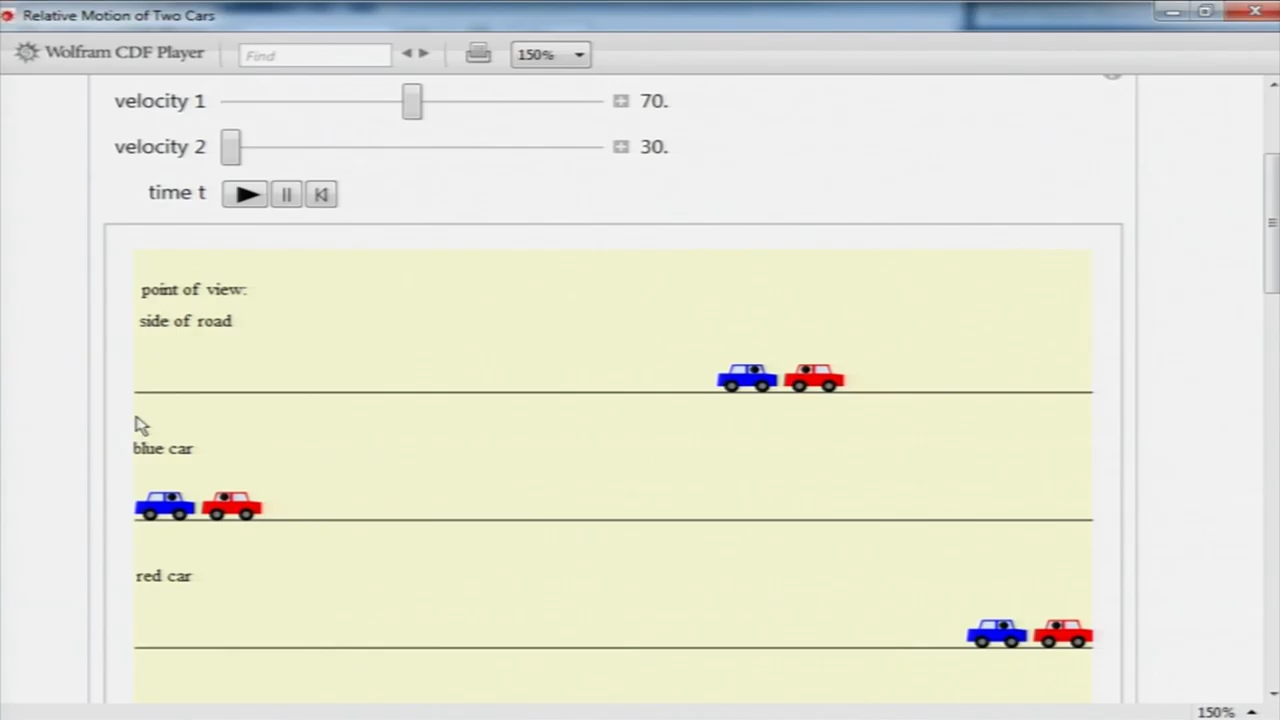 Relative Motion of Two Cars
Wolfram CDF Player
Find
150%
velocity 1
70.
velocity 2
30.
time t
point of view:
side of road
blue car
red car
150%